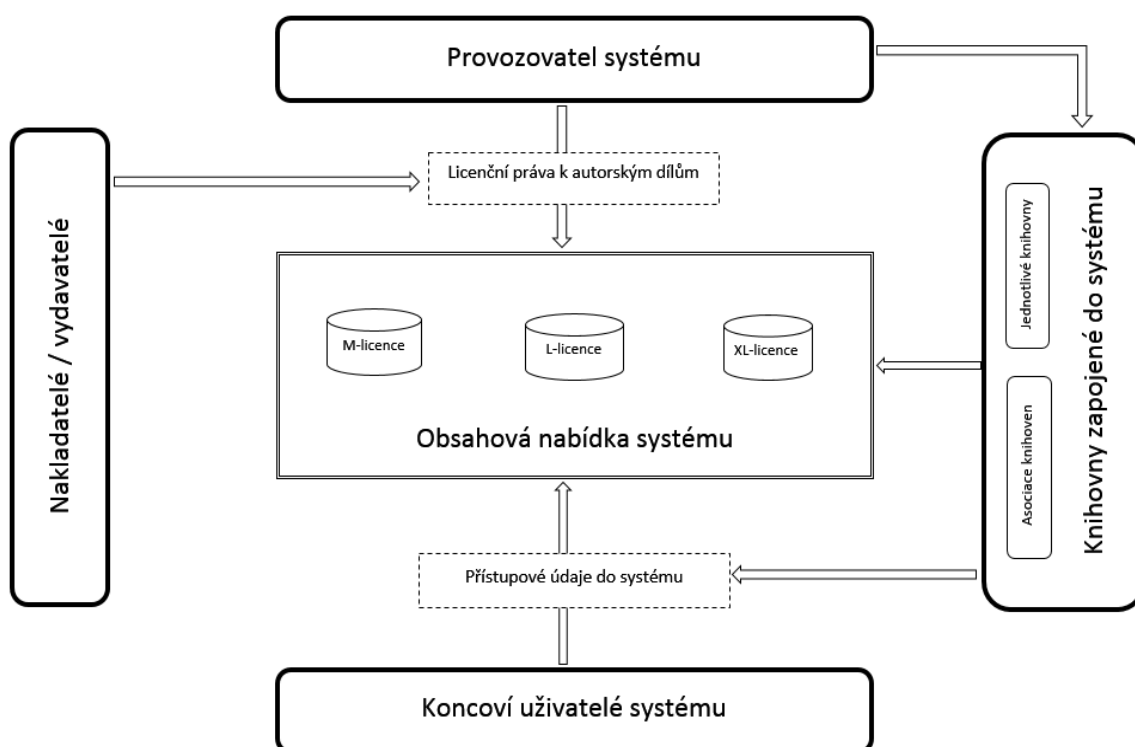 Provozovatel systému
Nakladatelé / vydavatelé
Licenční práva k autorským dílům
M-licence
L-licence
XL-licence
Obsahová nabídka systému
Jednotlivé knihovny
Asociace knihoven
Knihovny zapojené do systému
Přístupové údaje do systému
Koncoví uživatelé systému